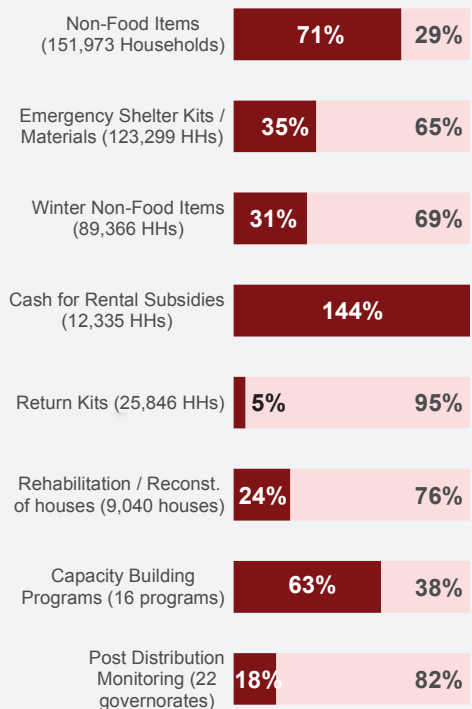 Non-Food Items
(151,973 Households)
71% 29%
Emergency Shelter Kits /
Materials (123,299 HHs)
35% 65%
Winter Non-Food Items
(89,366 HHs)
31% 69%
Cash for Rental Subsidies
(12,335 HHs)
144%
Return Kits (25,846 HHs)
5% 95%
Rehabilitation / Reconst.
of houses (9,040 houses)
24% 76%
Capacity Building
Programs (16 programs)
63% 38%
Post Distribution
Monitoring (22
governorates)
18% 82%